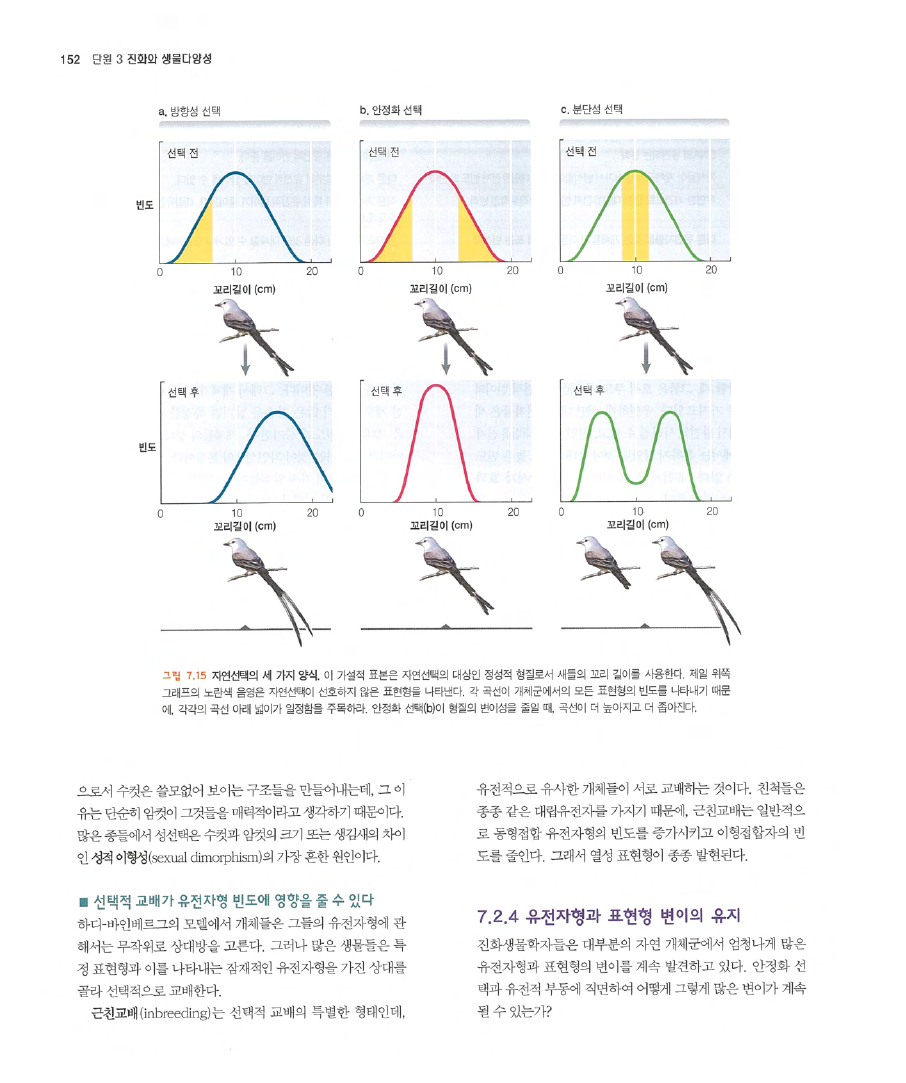 152 단원 3 진화와 생물다양성
a. 방향성 선택
b. 안정화 선택
c. 분단성 선택
선택 전
선택 전
선택 전
빈도
0 10 20
0 10 20
0 10 20
꼬리길이 (cm)
꼬리길이 (cm)
꼬리길이 (cm)
선택 후
선택 후
선택 후
빈도
0 10 20
0 10 20
0 10 20
꼬리길이 (cm)
꼬리길이 (cm)
꼬리길이 (cm)
그림 7.15 자연선택의 세 가지 양식. 이 가설적 표본은 자연선택의 대상인 정성적 형질로서 새들의 꼬리 길이를 사용한다. 제일 위쪽
그래프의 노란색 음영은 자연선택이 선호하지 않은 표현형을 나타낸다. 각 곡선이 개체군에서의 모든 표현형의 빈도를 나타내기 때문
에, 각각의 곡선 아래 넓이가 일정함을 주목하라. 안정화 선택(b)이 형질의 변이성을 줄일 때, 곡선이 더 높아지고 더 좁아진다.
으로서 수컷은 쓸모없어 보이는 구조들을 만들어내는데, 그 이
유는 단순히 암컷이 그것들을 매력적이라고 생각하기 때문이다.
많은 종들에서 성선택은 수컷과 암컷의 크기 또는 생김새의 차이
인 성적 이형성(sexual dimorphism)의 가장 흔한 원인이다.
■ 선택적 교배가 유전자형 빈도에 영향을 줄 수 있다
하디-바인베르그의 모델에서 개체들은 그들의 유전자형에 관
해서는 무작위로 상대방을 고른다. 그러나 많은 생물들은 특
정 표현형과 이를 나타내는 잠재적인 유전자형을 가진 상대를
골라 선택적으로 교배한다.
근친교배(inbreeding)는 선택적 교배의 특별한 형태인데,
유전적으로 유사한 개체들이 서로 교배하는 것이다. 친척들은
종종 같은 대립유전자를 가지기 때문에, 근친교배는 일반적으
로 동형접합 유전자형의 빈도를 증가시키고 이형접합자의 빈
도를 줄인다. 그래서 열성 표현형이 종종 발현된다.
7.2.4 유전자형과 표현형 변이의 유지
진화생물학자들은 대부분의 자연 개체군에서 엄청나게 많은
유전자형과 표현형의 변이를 계속 발견하고 있다. 안정화 선
택과 유전적 부동에 직면하여 어떻게 그렇게 많은 변이가 계속
될 수 있는가?